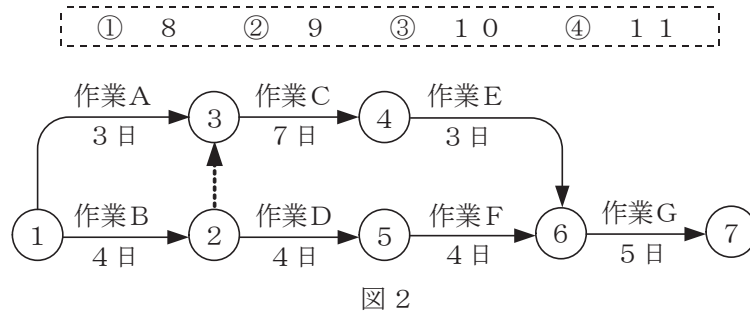 ① 8 ② 9 ③ 10 ④ 11
作業A 作業C 作業E
3 4
3日 7日 3日
作業B 作業D 作業F 作業G
1 2 5 6 7
4日 4日 4日 5日
図2